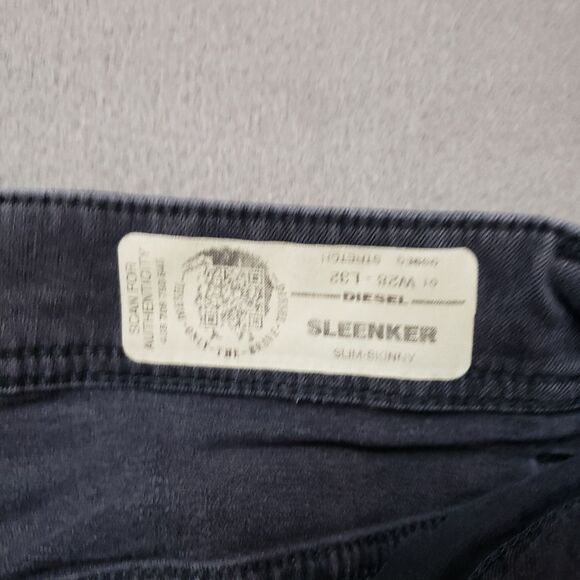 SCAN FOR
AUTHENTICITY
DIESEL
ONLY-THE-BRAVE
STRETCH
W28 - L32
DIESEL
SLEENKER
SLIM-SKINNY